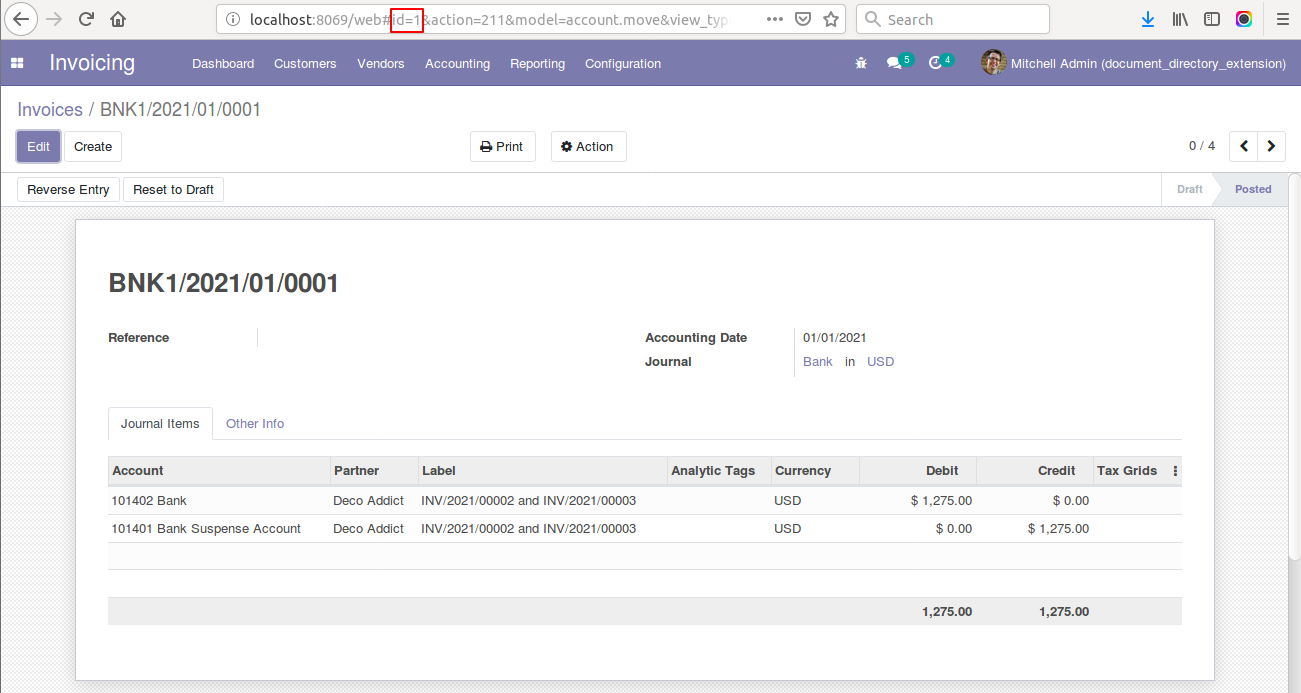 localhost:8069/web#id=1&action=211&model=account.move&view_typ
Search
Invoicing Dashboard Customers Vendors Accounting Reporting Configuration 5 4 Mitchell Admin (document_directory_extension)
Invoices / BNK1/2021/01/0001
Edit Create Print Action 0 / 4
Reverse Entry Reset to Draft Draft Posted
BNK1/2021/01/0001
Reference Accounting Date 01/01/2021
Journal Bank in USD
Journal Items Other Info
Account Partner Label Analytic Tags Currency Debit Credit Tax Grids
101402 Bank Deco Addict INV/2021/00002 and INV/2021/00003 USD $ 1,275.00 $ 0.00
101401 Bank Suspense Account Deco Addict INV/2021/00002 and INV/2021/00003 USD $ 0.00 $ 1,275.00
1,275.00 1,275.00